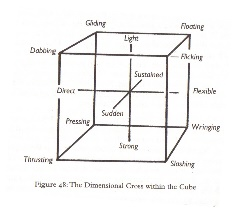 Gliding
Floating
Light
Dabbing
Flicking
Sustained
Direct
Flexible
Sudden
Pressing
Wringing
Strong
Thrusting
Slashing
Figure 48: The Dimensional Cross within the Cube